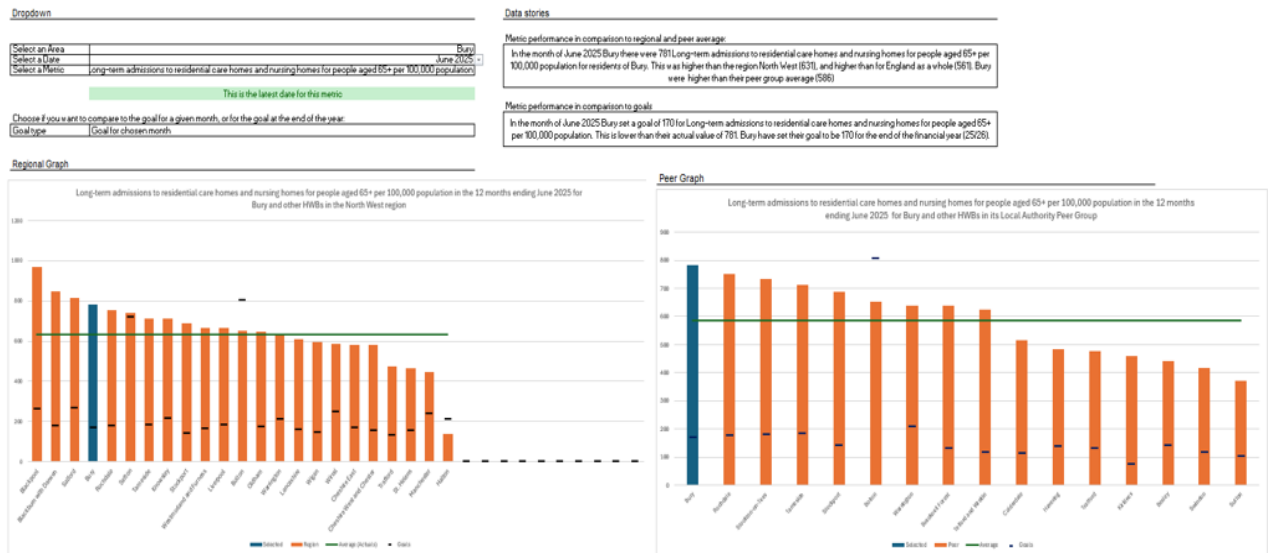 Dropdown
Data stories
Select an Area
Bury
Select a Date
June 2025
Select a Metric
Long-term admissions to residential care homes and nursing homes for people aged 65+ per 100,000 population)
This is the latest date for this metric
Choose if you want to compare to the goal for a given month, or for the goal at the end of the year:
Goal type
Goal for chosen month
Metric performance in comparison to regional and peer average:
In the month of June 2025 Bury there were 781 Long-term admissions to residential care homes and nursing homes for people aged 65+ per
100,000 population for residents of Bury. This was higher than the region North West (631), and higher than for England as a whole (561). Bury
were higher than their peer group average (586)
Metric performance in comparison to goals
In the month of June 2025 Bury set a goal of 170 for Long-term admissions to residential care homes and nursing homes for people aged 65+
per 100,000 population. This is lower than their actual value of 781. Bury have set their goal to be 170 for the end of the financial year (25/26).
Regional Graph
Long-term admissions to residential care homes and nursing homes for people aged 65+ per 100,000 population in the 12 months ending June 2025 for
Bury and other HWBs in the North West region
Blackpool
Blackburn with Darwen
Salford
Bury
Rochdale
Sefton
Tameside
Knowsley
Stockport
Westmorland and Furness
Liverpool
Bolton
Oldham
Warrington
Lancashire
Wigan
Wirral
Cheshire East
Cheshire West and Chester
Trafford
St. Helens
Manchester
Halton
Selected
Region
Average (Actuals)
Goals
Peer Graph
Long-term admissions to residential care homes and nursing homes for people aged 65+ per 100,000 population in the 12 months
ending June 2025 for Bury and other HWBs in its Local Authority Peer Group
900
800
700
600
500
400
300
200
100
0
Bury
Rochdale
Stockton-on-Tees
Tameside
Stockport
Bolton
Warrington
Calderdale
Havering
Trafford
Kirklees
Bexley
Swindon
Sutton
Selected
Peer
Average
Goals